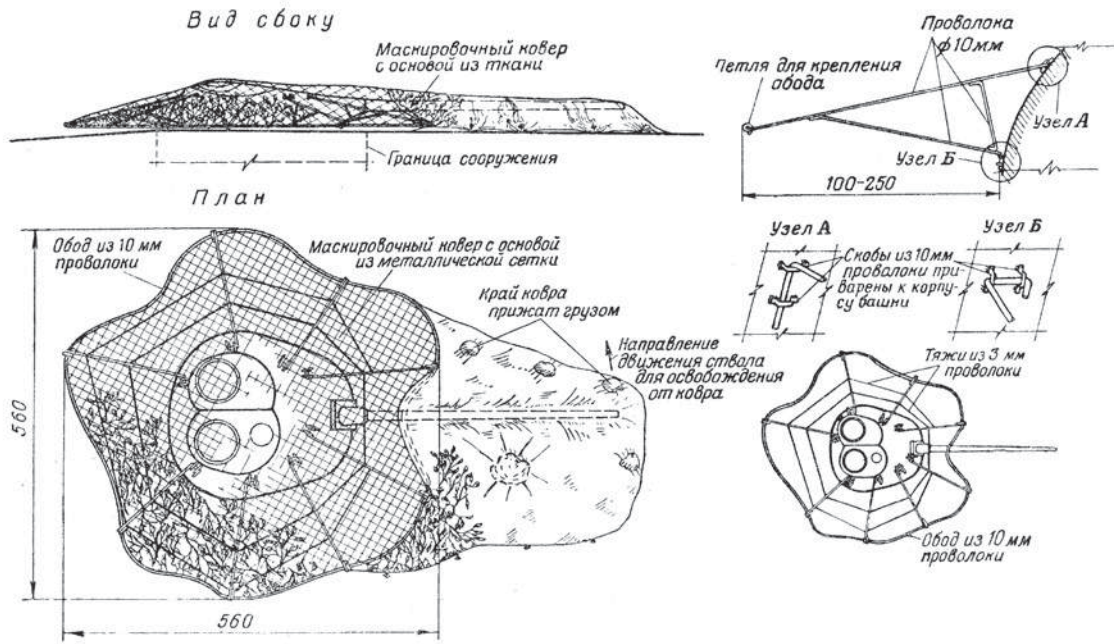 Вид сбоку
Маскировочный ковер
с основой из ткани
Граница сооружения
Проволока
ϕ 10мм
Петля для крепления
обода
Узел А
Узел Б
100-250
План
Обод из 10 мм
проволоки
Маскировочный ковер с основой
из металлической сетки
Край ковра
прижат грузом
Направление
движения ствола
для освобождения
от ковра
560
560
Узел А
Узел Б
Скобы из 10мм
проволоки при-
варены к корпу-
су башни
Тяжи из 3 мм
проволоки
Обод из 10 мм
проволоки